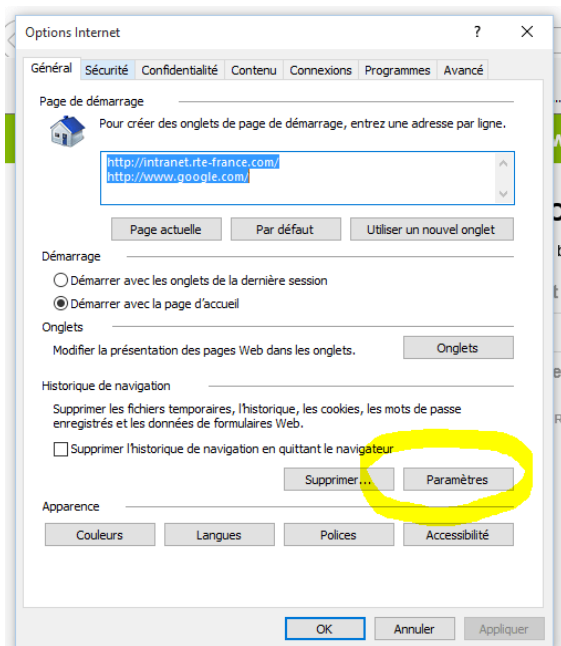 Options Internet ? X
Général Sécurité Confidentialité Contenu Connexions Programmes Avancé
Page de démarrage
Pour créer des onglets de page de démarrage, entrez une adresse par ligne.
http://intranet.rte-france.com/
http://www.google.com/
Page actuelle Par défaut Utiliser un nouvel onglet
Démarrage
Démarrer avec les onglets de la dernière session
Démarrer avec la page d'accueil
Onglets
Modifier la présentation des pages Web dans les onglets. Onglets
Historique de navigation
Supprimer les fichiers temporaires, l'historique, les cookies, les mots de passe
enregistrés et les données de formulaires Web.
Supprimer l'historique de navigation en quittant le navigateur
Supprimer... Paramètres
Apparence
Couleurs Langues Polices Accessibilité
OK Annuler Appliquer